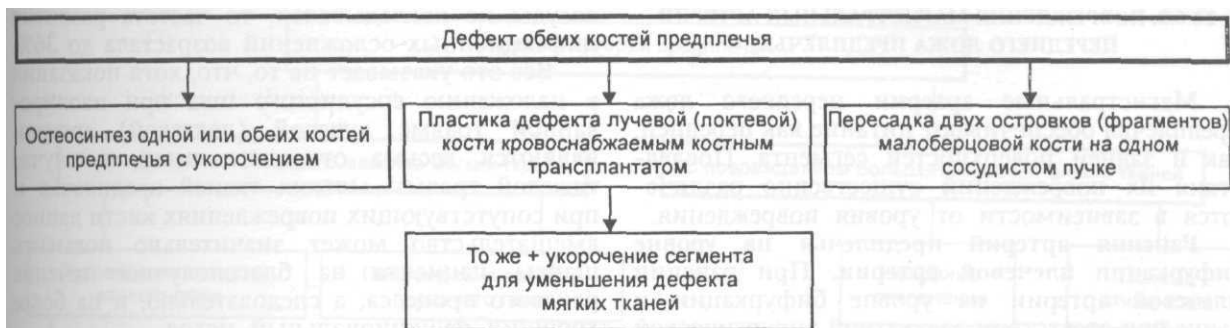 Дефект обеих костей предплечья
Остеосинтез одной или обеих костей
предплечья с укорочением
Пластика дефекта лучевой (локтевой)
кости кровоснабжаемым костным
трансплантатом
Пересадка двух островков (фрагментов)
малоберцовой кости на одном
сосудистом пучке
То же + укорочение сегмента
для уменьшения дефекта
мягких тканей